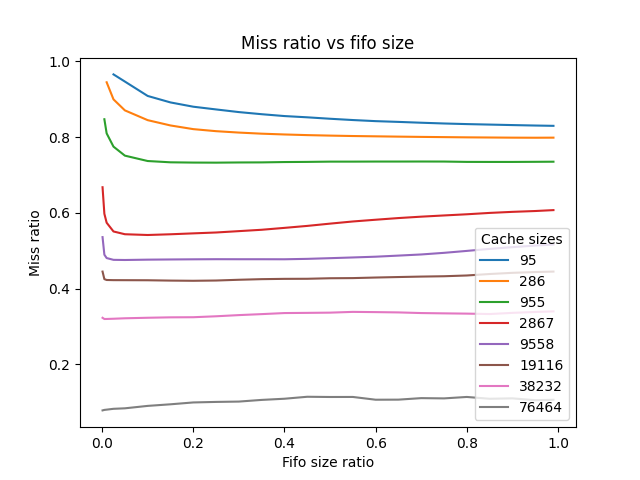 Miss ratio vs fifo size
Miss ratio
1.0
0.8
0.6
0.4
0.2
0.0 0.2 0.4 0.6 0.8 1.0
Fifo size ratio
Cache sizes
95
286
955
2867
9558
19116
38232
76464